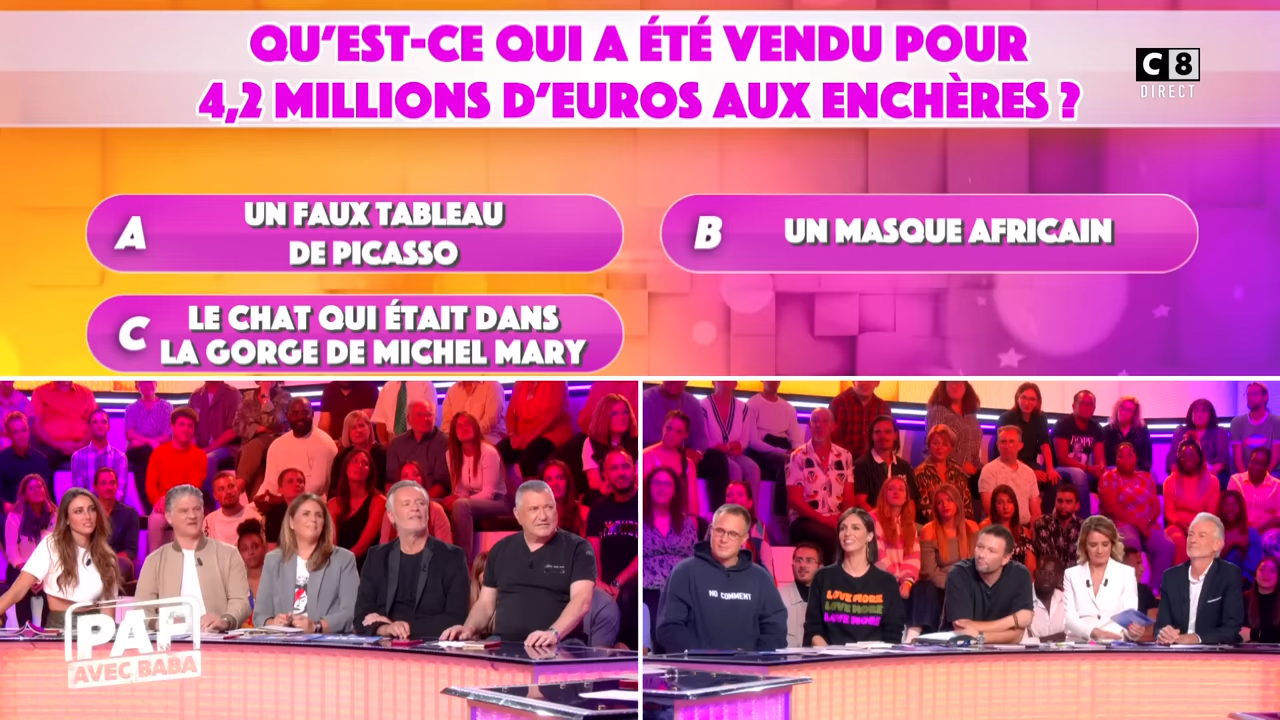 QU'EST-CE QUI A ÉTÉ VENDU POUR
4,2 MILLIONS D'EUROS AUX ENCHÈRES ?
C8
DIRECT
A
UN FAUX TABLEAU
DE PICASSO
B
UN MASQUE AFRICAIN
C
LE CHAT QUI ÉTAIT DANS
LA GORGE DE MICHEL MARY
NO COMMENT
LOVE MORE
LOVE MORE
LOVE MORE
PAF
AVEC BABA